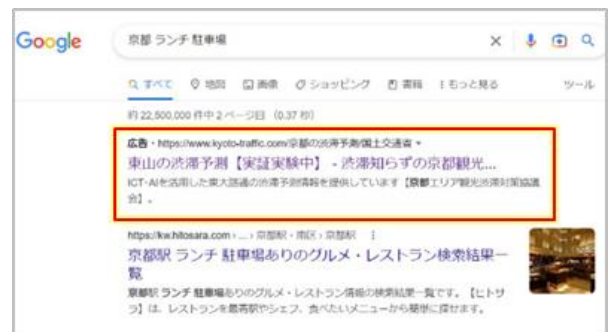 Google
京都 ランチ 駐車場
すべて 地図 画像 ショッピング 書籍 もっと見る ツール
約 22,500,000 件中 2 ページ目 (0.37 秒)
広告・https://www.kyoto-traffic.com/京都の渋滞予測/国土交通省
東山の渋滞予測【実証実験中】 - 渋滞知らずの京都観光...
ICT・AIを活用した東大路通の渋滞予測情報を提供しています【京都エリア観光渋滞対策協議
会】。
https://kw.hitosara.com › ... › 京都駅・南区 › 京都駅
京都駅 ランチ 駐車場ありのグルメ・レストラン検索結果一
覧
京都駅 ランチ 駐車場ありのグルメ・レストラン情報の検索結果一覧です。【ヒトサ
ラ】は、レストランを最寄駅やシェフ、食べたいメニューから簡単に探せます。